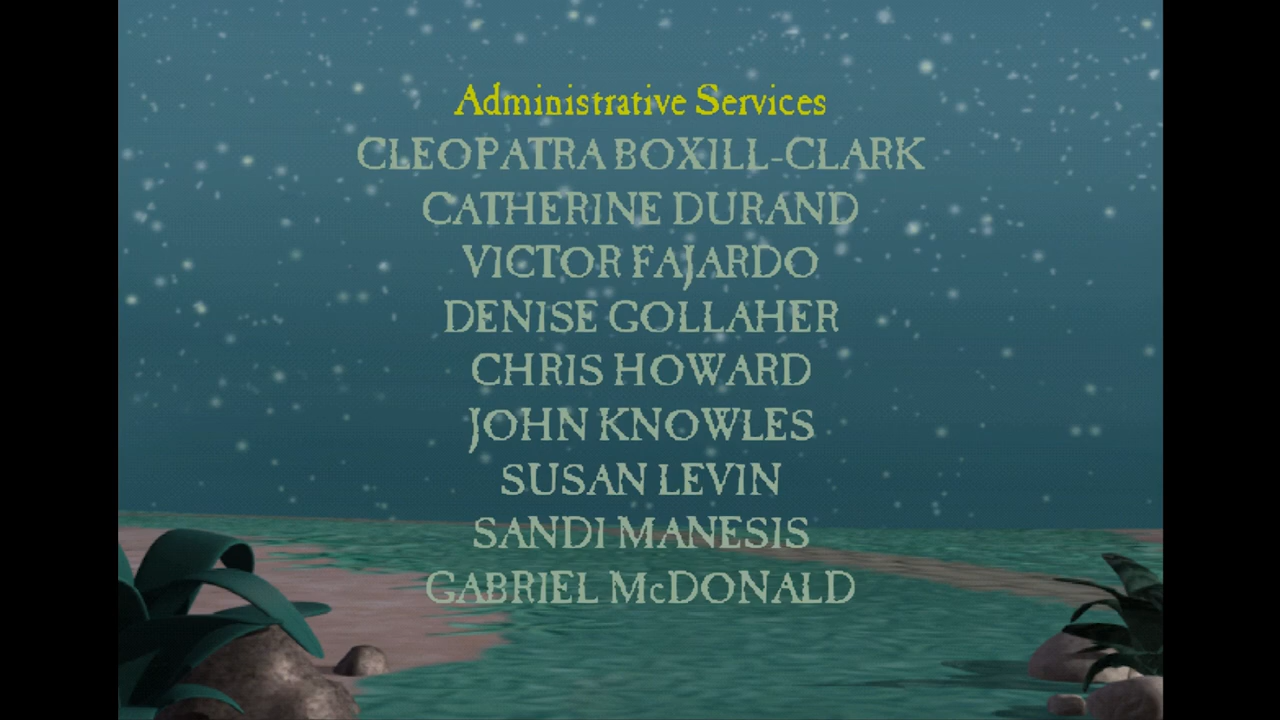 Administrative Services
CLEOPATRA BOXILL-CLARK
CATHERINE DURAND
VICTOR FAJARDO
DENISE GOLLAHER
CHRIS HOWARD
JOHN KNOWLES
SUSAN LEVIN
SANDI MANESIS
GABRIEL McDONALD